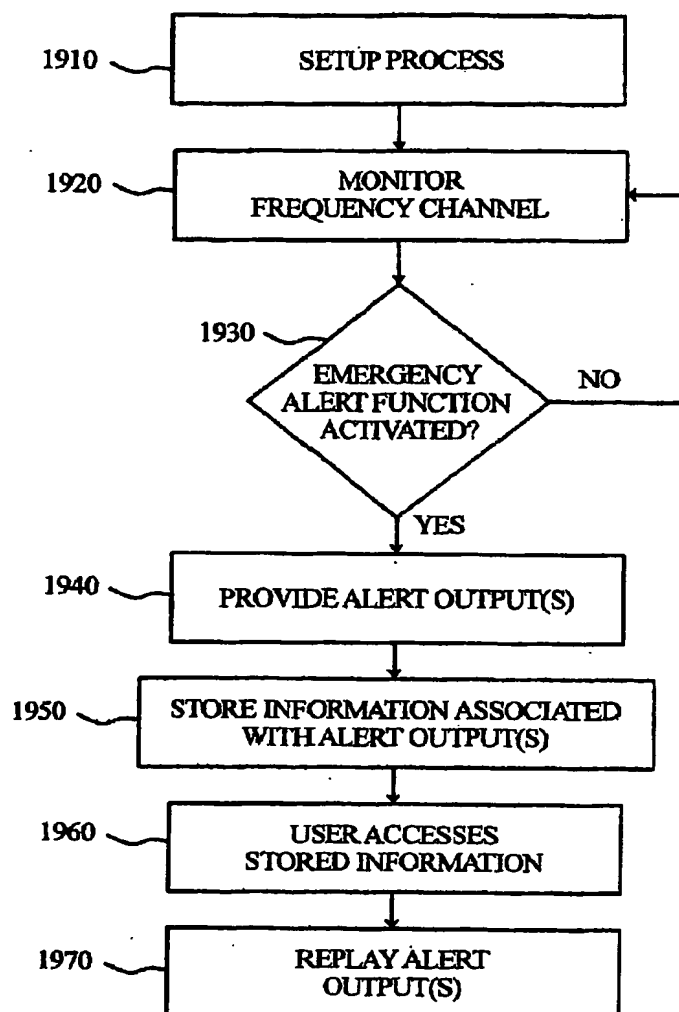 1910
SETUP PROCESS
1920
MONITOR
FREQUENCY CHANNEL
1930
EMERGENCY
ALERT FUNCTION
ACTIVATED?
NO
YES
1940
PROVIDE ALERT OUTPUT(S)
1950
STORE INFORMATION ASSOCIATED
WITH ALERT OUTPUT(S)
1960
USER ACCESSES
STORED INFORMATION
1970
REPLAY ALERT
OUTPUT(S)